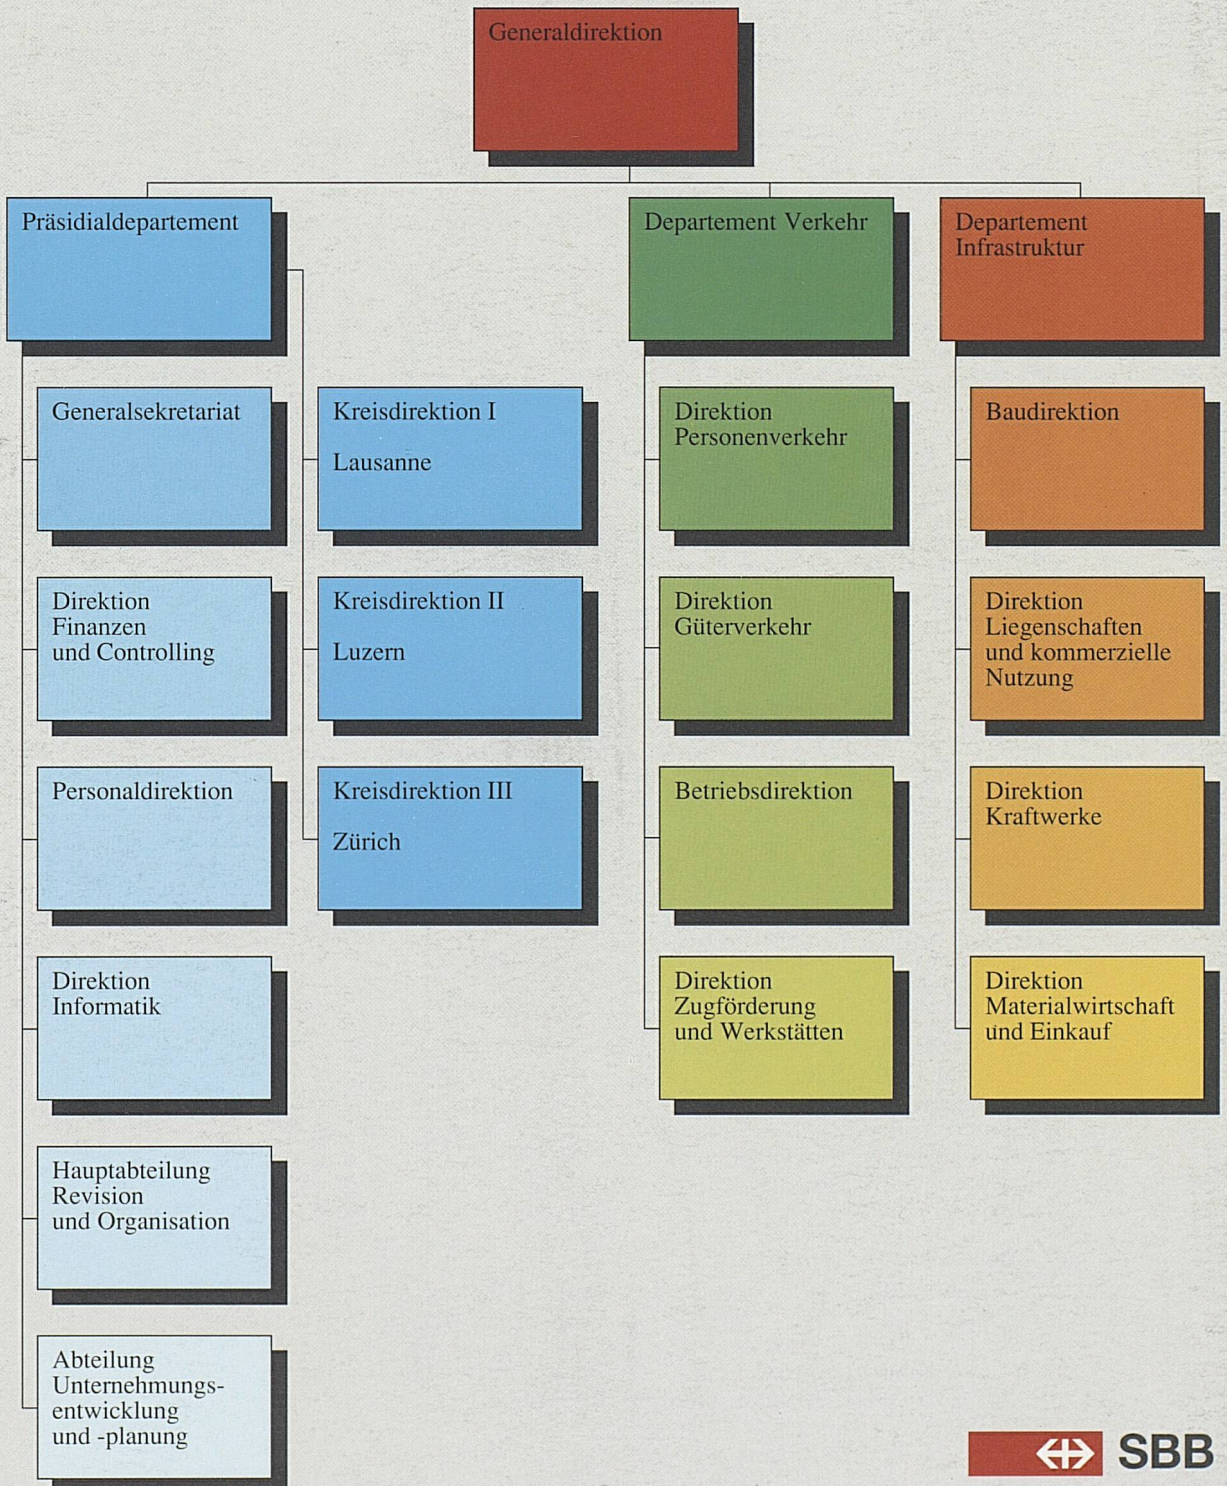 Generaldirektion
Präsidialdepartement
Generalsekretariat
Direktion
Finanzen
und Controlling
Personaldirektion
Direktion
Informatik
Hauptabteilung
Revision
und Organisation
Abteilung
Unternehmungs-
entwicklung
und -planung
Kreisdirektion I
Lausanne
Kreisdirektion II
Luzern
Kreisdirektion III
Zürich
Departement Verkehr
Direktion
Personenverkehr
Direktion
Güterverkehr
Betriebsdirektion
Direktion
Zugförderung
und Werkstätten
Departement
Infrastruktur
Baudirektion
Direktion
Liegenschaften
und kommerzielle
Nutzung
Direktion
Kraftwerke
Direktion
Materialwirtschaft
und Einkauf
SBB